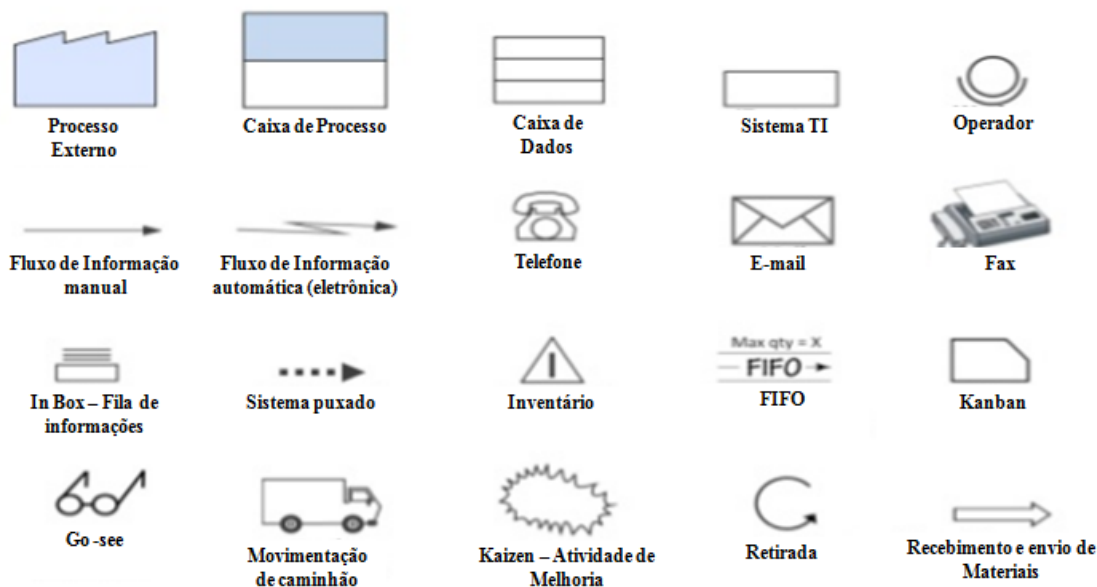 Processo
Externo
Caixa de Processo
Caixa de
Dados
Sistema TI
Operador
Fluxo de Informação
manual
Fluxo de Informação
automática (eletrônica)
Telefone
E-mail
Fax
In Box – Fila de
informações
Sistema puxado
I
Inventário
Max qty = X
FIFO
FIFO
Kanban
Go -see
Movimentação
de caminhão
Kaizen – Atividade de
Melhoria
Retirada
Recebimento e envio de
Materiais